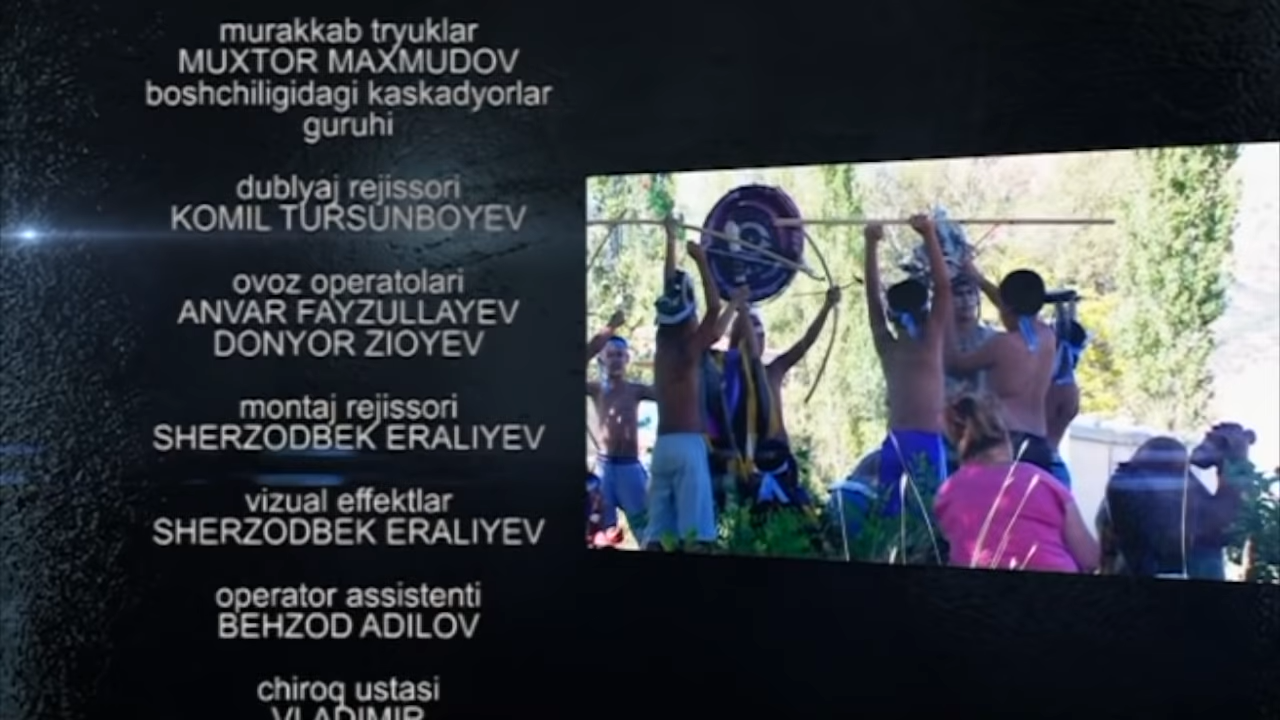 murakkab tryuklar
MUXTOR MAXMUDOV
boshchiligidagi kaskadyorlar
guruhi
dublyaj rejissori
KOMIL TURSUNBOYEV
ovoz operatolari
ANVAR FAYZULLAYEV
DONYOR ZIOYEV
montaj rejissori
SHERZODBEK ERALIYEV
vizual effektlar
SHERZODBEK ERALIYEV
operator assistenti
BEHZOD ADILOV
chiroq ustasi
VLADIMIR